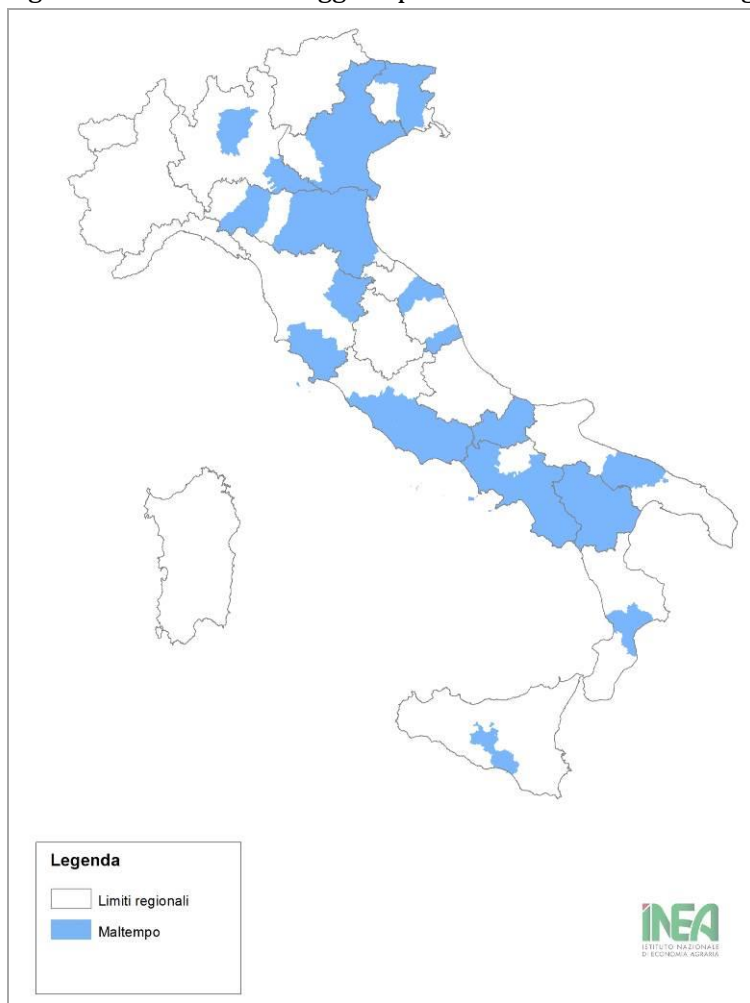 Legenda
Limiti regionali
Maltempo
INEA
ISTITUTO NAZIONALE
DI ECONOMIA AGRARIA